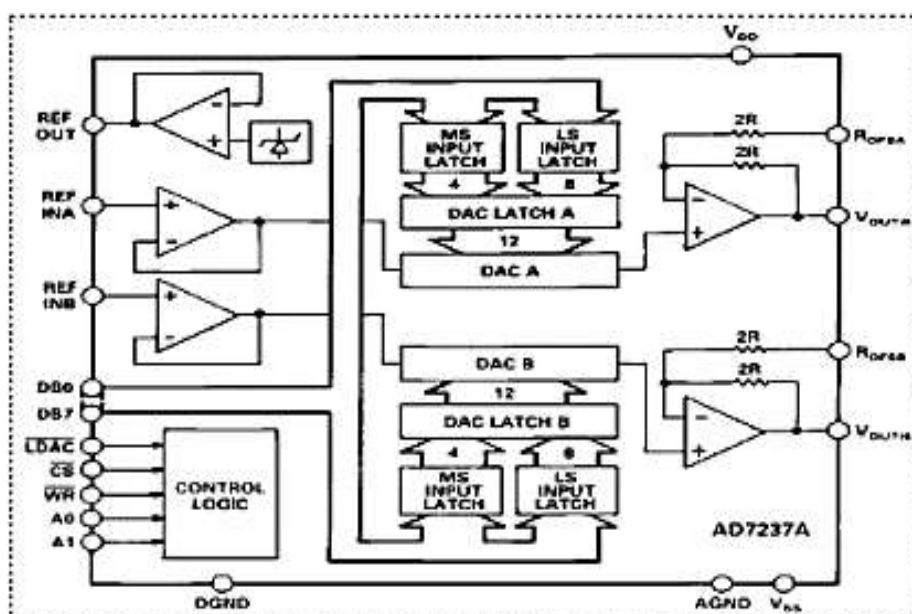 VDD
REF OUT
REF INA
REF INB
DB0
DB7
LDAC
CS
WR
A0
A1
CONTROL LOGIC
MS INPUT LATCH
LS INPUT LATCH
4
8
DAC LATCH A
12
DAC A
DAC B
12
DAC LATCH B
4
8
MS INPUT LATCH
LS INPUT LATCH
2R
2R
ROFSA
VOUTA
2R
2R
ROFSB
VOUTB
AD7237A
DGND
AGND
VSS